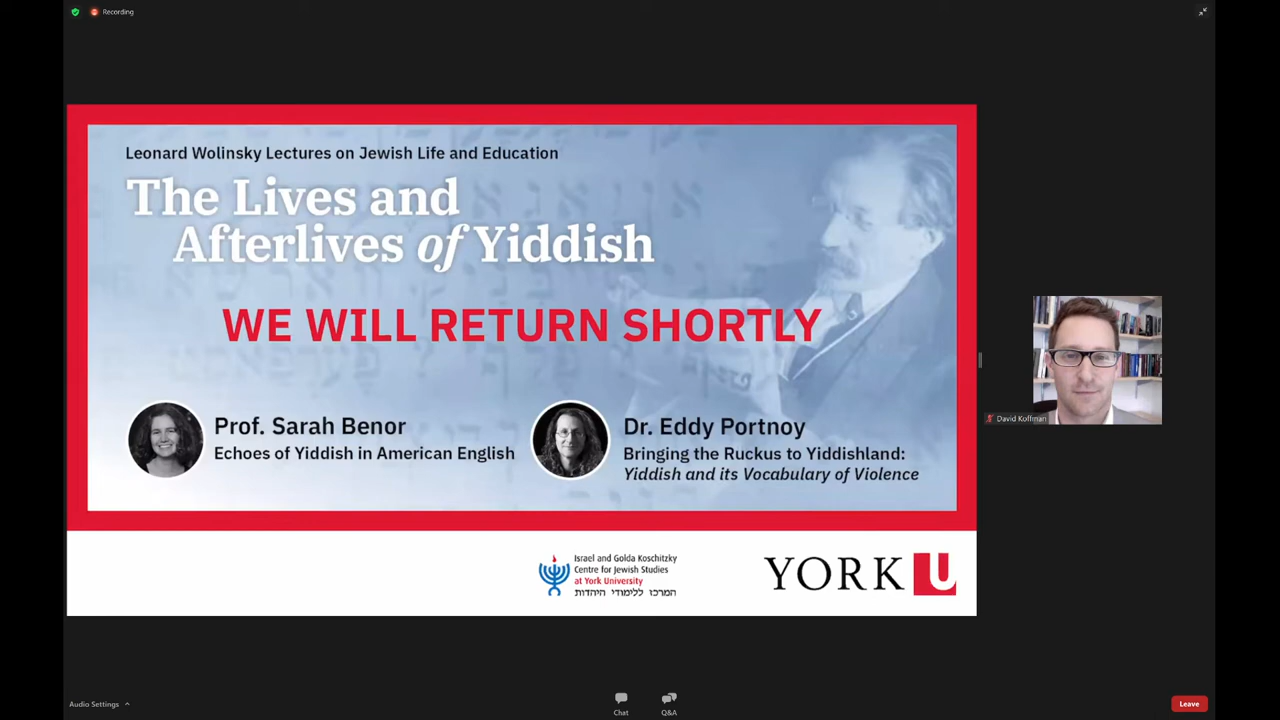 Recording
Leonard Wolinsky Lectures on Jewish Life and Education
The Lives and
Afterlives of Yiddish
WE WILL RETURN SHORTLY
Prof. Sarah Benor
Echoes of Yiddish in American English
Dr. Eddy Portnoy
Bringing the Ruckus to Yiddishland:
Yiddish and its Vocabulary of Violence
David Koffman
Israel and Golda Koschitzky
Centre for Jewish Studies
at York University
המרכז ללימודי היהדות
YORK U
Audio Settings
Chat
Q&A
Leave